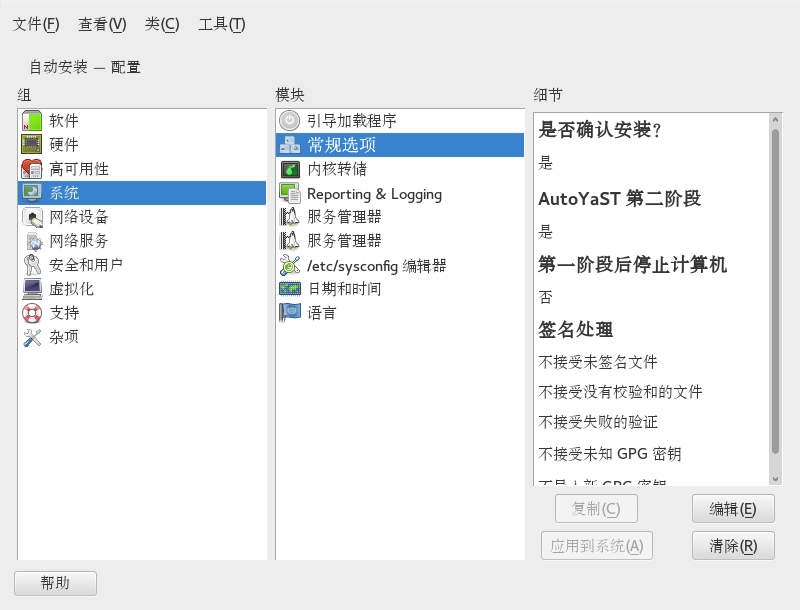 文件(F) 查看(V) 类(C) 工具(T)
自动安装 — 配置
组
软件
硬件
高可用性
系统
网络设备
网络服务
安全和用户
虚拟化
支持
杂项
模块
引导加载程序
常规选项
内核转储
Reporting & Logging
服务管理器
服务管理器
/etc/sysconfig 编辑器
日期和时间
语言
细节
是否确认安装?
是
AutoYaST 第二阶段
是
第一阶段后停止计算机
否
签名处理
不接受未签名文件
不接受没有校验和的文件
不接受失败的验证
不接受未知 GPG 密钥
复制(C) 编辑(E)
应用到系统(A) 清除(R)
帮助